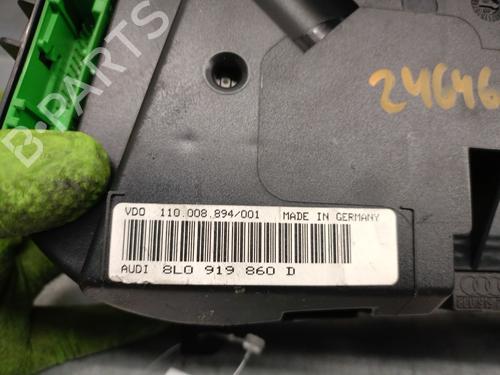 24646
VDO 110.008.894/001 MADE IN GERMANY
AUDI 8L0 919 860 D
B-PARTS